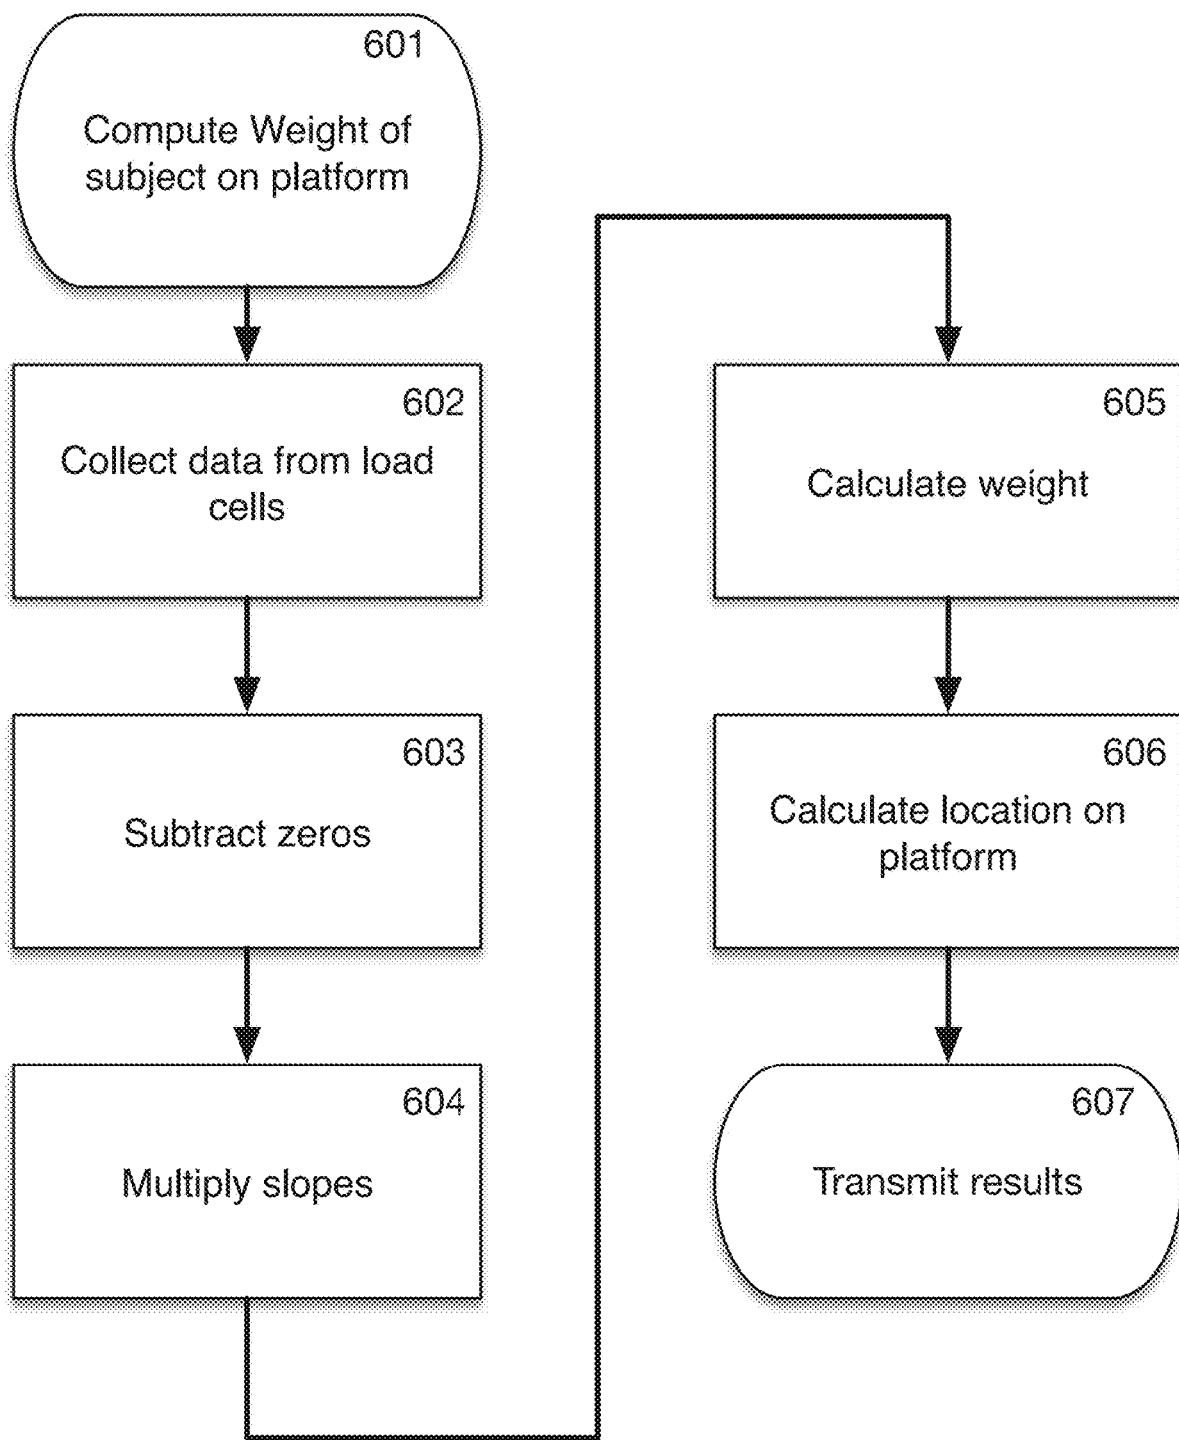 601
Compute Weight of
subject on platform
602
Collect data from load
cells
603
Subtract zeros
604
Multiply slopes
605
Calculate weight
606
Calculate location on
platform
607
Transmit results